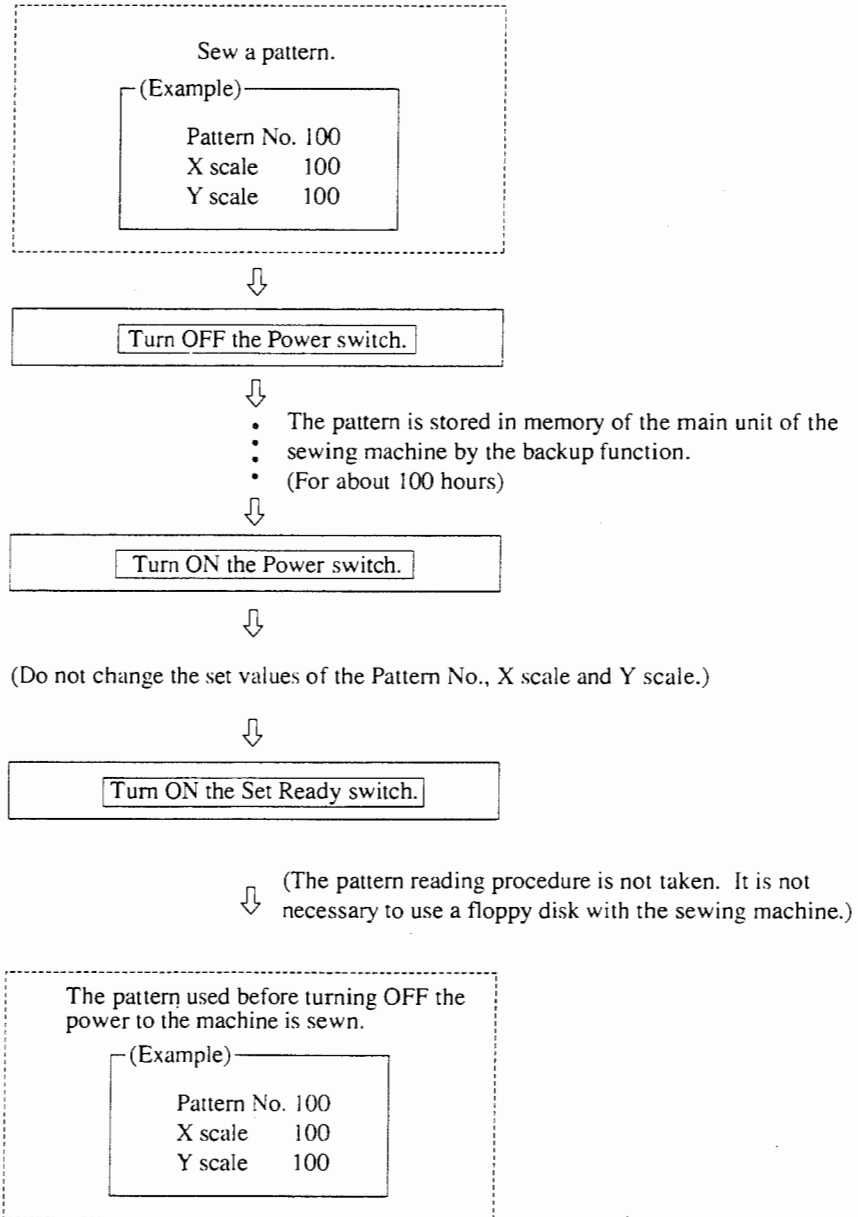 Sew a pattern.
(Example)
Pattern No. 100
X scale 100
Y scale 100
Turn OFF the Power switch.
The pattern is stored in memory of the main unit of the
sewing machine by the backup function.
(For about 100 hours)
Turn ON the Power switch.
(Do not change the set values of the Pattern No., X scale and Y scale.)
Turn ON the Set Ready switch.
(The pattern reading procedure is not taken. It is not
necessary to use a floppy disk with the sewing machine.)
The pattern used before turning OFF the
power to the machine is sewn.
(Example)
Pattern No. 100
X scale 100
Y scale 100